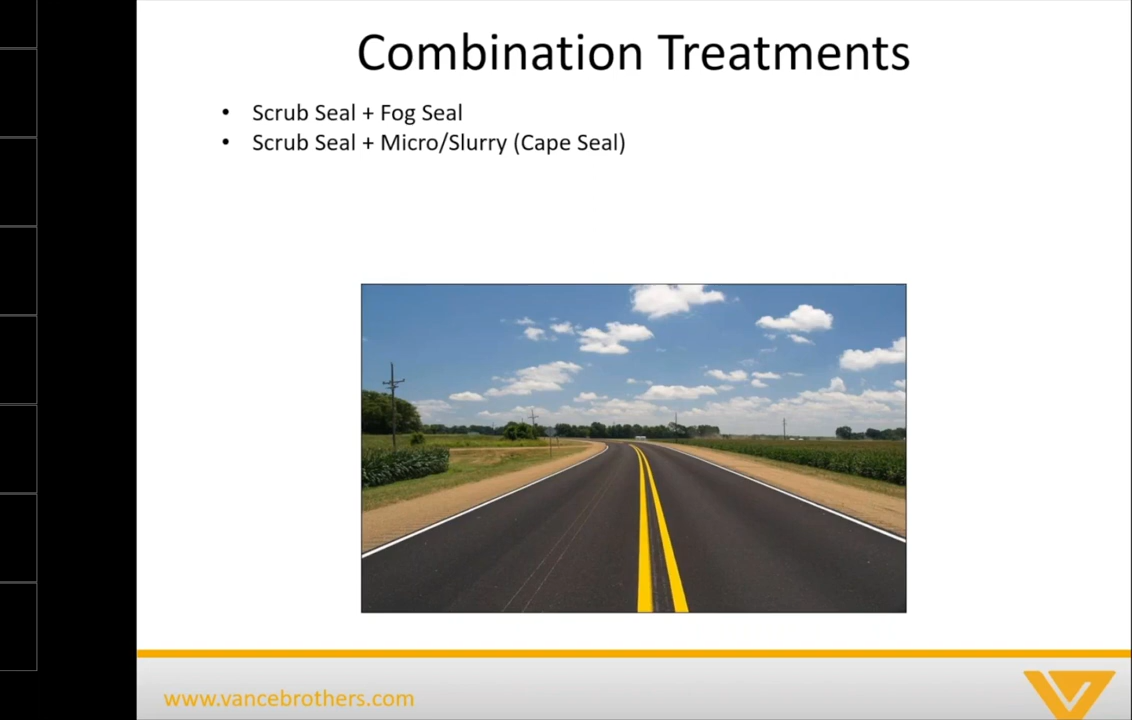 Combination Treatments
• Scrub Seal + Fog Seal
• Scrub Seal + Micro/Slurry (Cape Seal)
www.vancebrothers.com